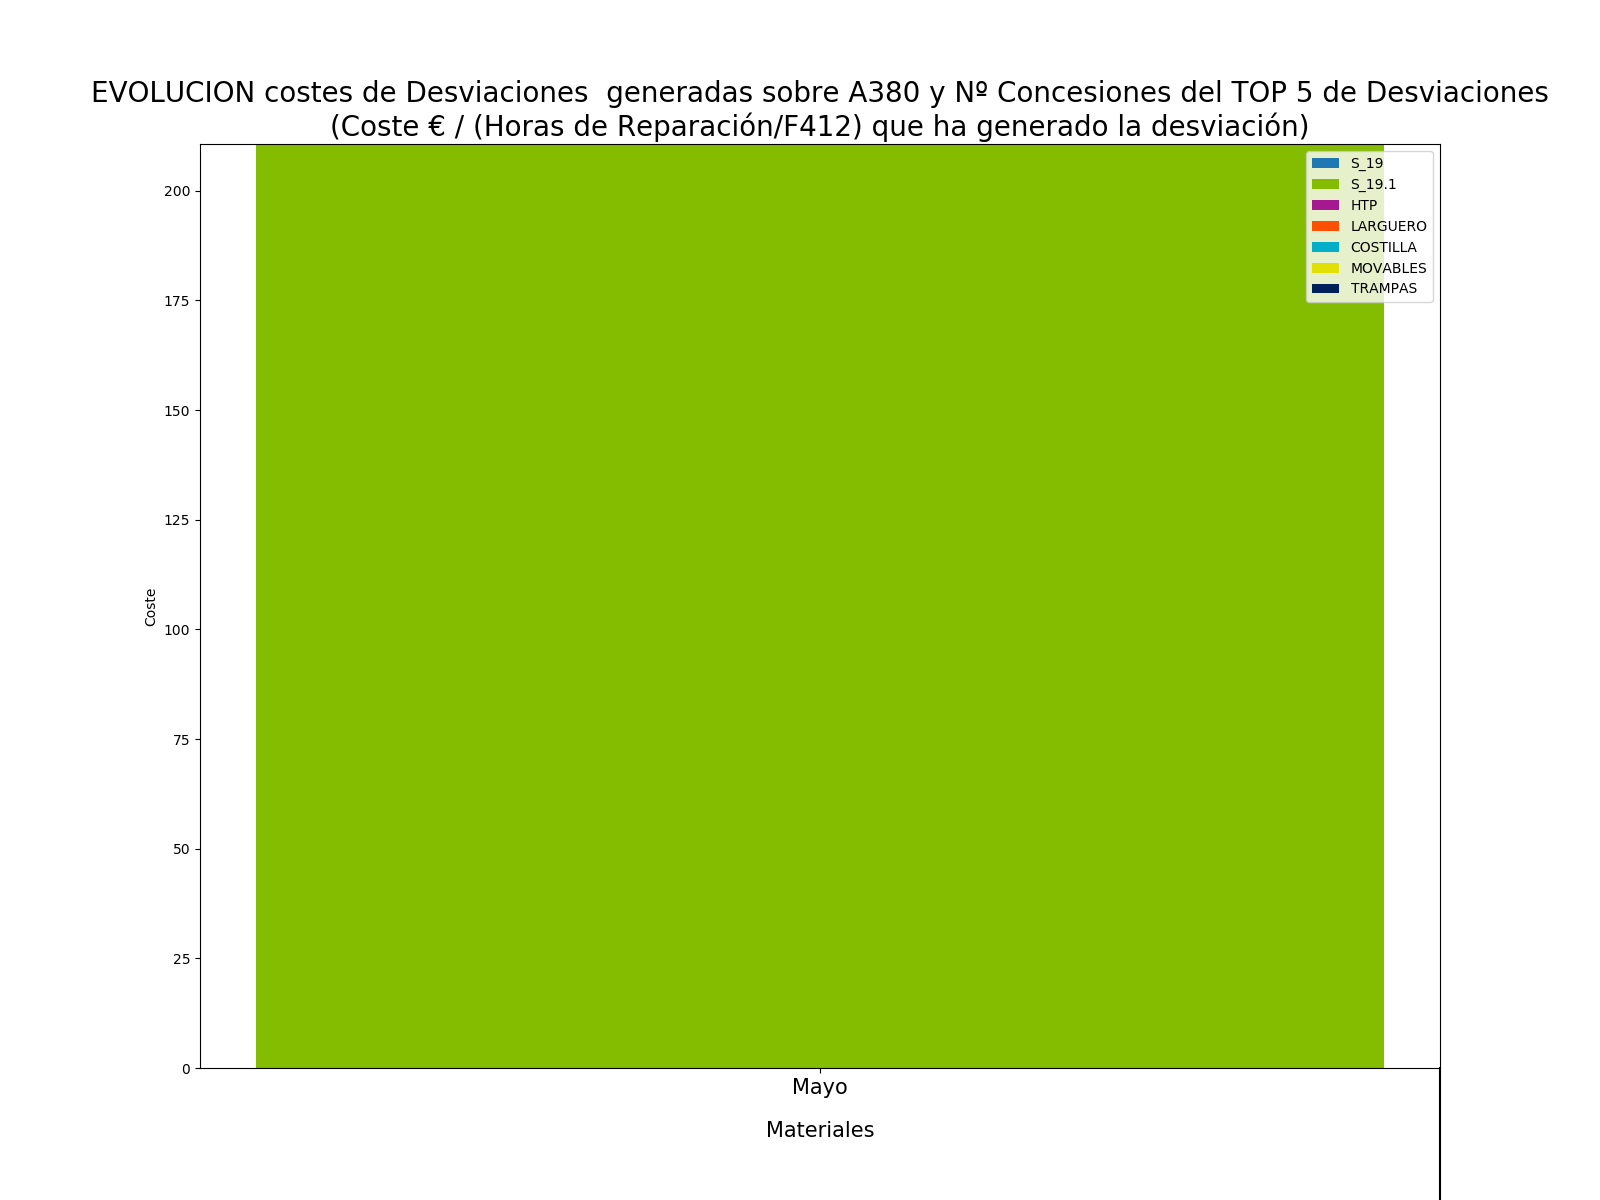 EVOLUCION costes de Desviaciones  generadas sobre A380 y Nº Concesiones del TOP 5 de Desviaciones
(Coste € / (Horas de Reparación/F412) que ha generado la desviación)
S_19
S_19.1
HTP
LARGUERO
COSTILLA
MOVABLES
TRAMPAS
200
175
150
125
100
75
50
25
0
Coste
Mayo
Materiales